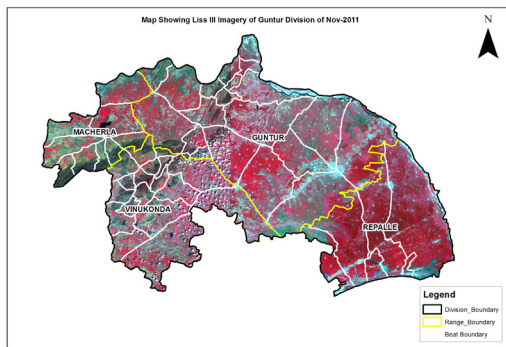 Map Showing Liss III Imagery of Guntur Division of Nov-2011
N
MACHERLA
GUNTUR
VINUKONDA
REPALLE
Legend
Division_Boundary
Range_Boundary
Beat Boundary